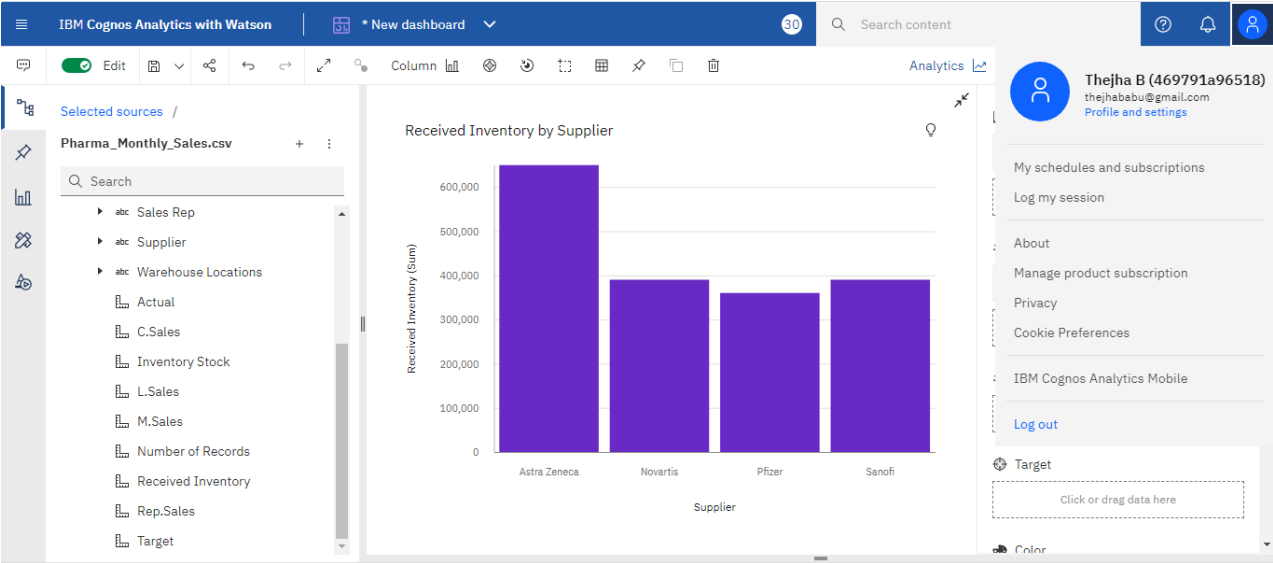 IBM Cognos Analytics with Watson
* New dashboard
30
Search content
Edit
Column
Analytics
Thejha B (469791a96518)
thejhababu@gmail.com
Profile and settings
My schedules and subscriptions
Log my session
About
Manage product subscription
Privacy
Cookie Preferences
IBM Cognos Analytics Mobile
Log out
Selected sources /
Pharma_Monthly_Sales.csv
Search
abc Sales Rep
abc Supplier
abc Warehouse Locations
Actual
C.Sales
Inventory Stock
L.Sales
M.Sales
Number of Records
Received Inventory
Rep.Sales
Target
Received Inventory by Supplier
Received Inventory (Sum)
600,000
500,000
400,000
300,000
200,000
100,000
0
Astra Zeneca Novartis Pfizer Sanofi
Supplier
Target
Click or drag data here
Color